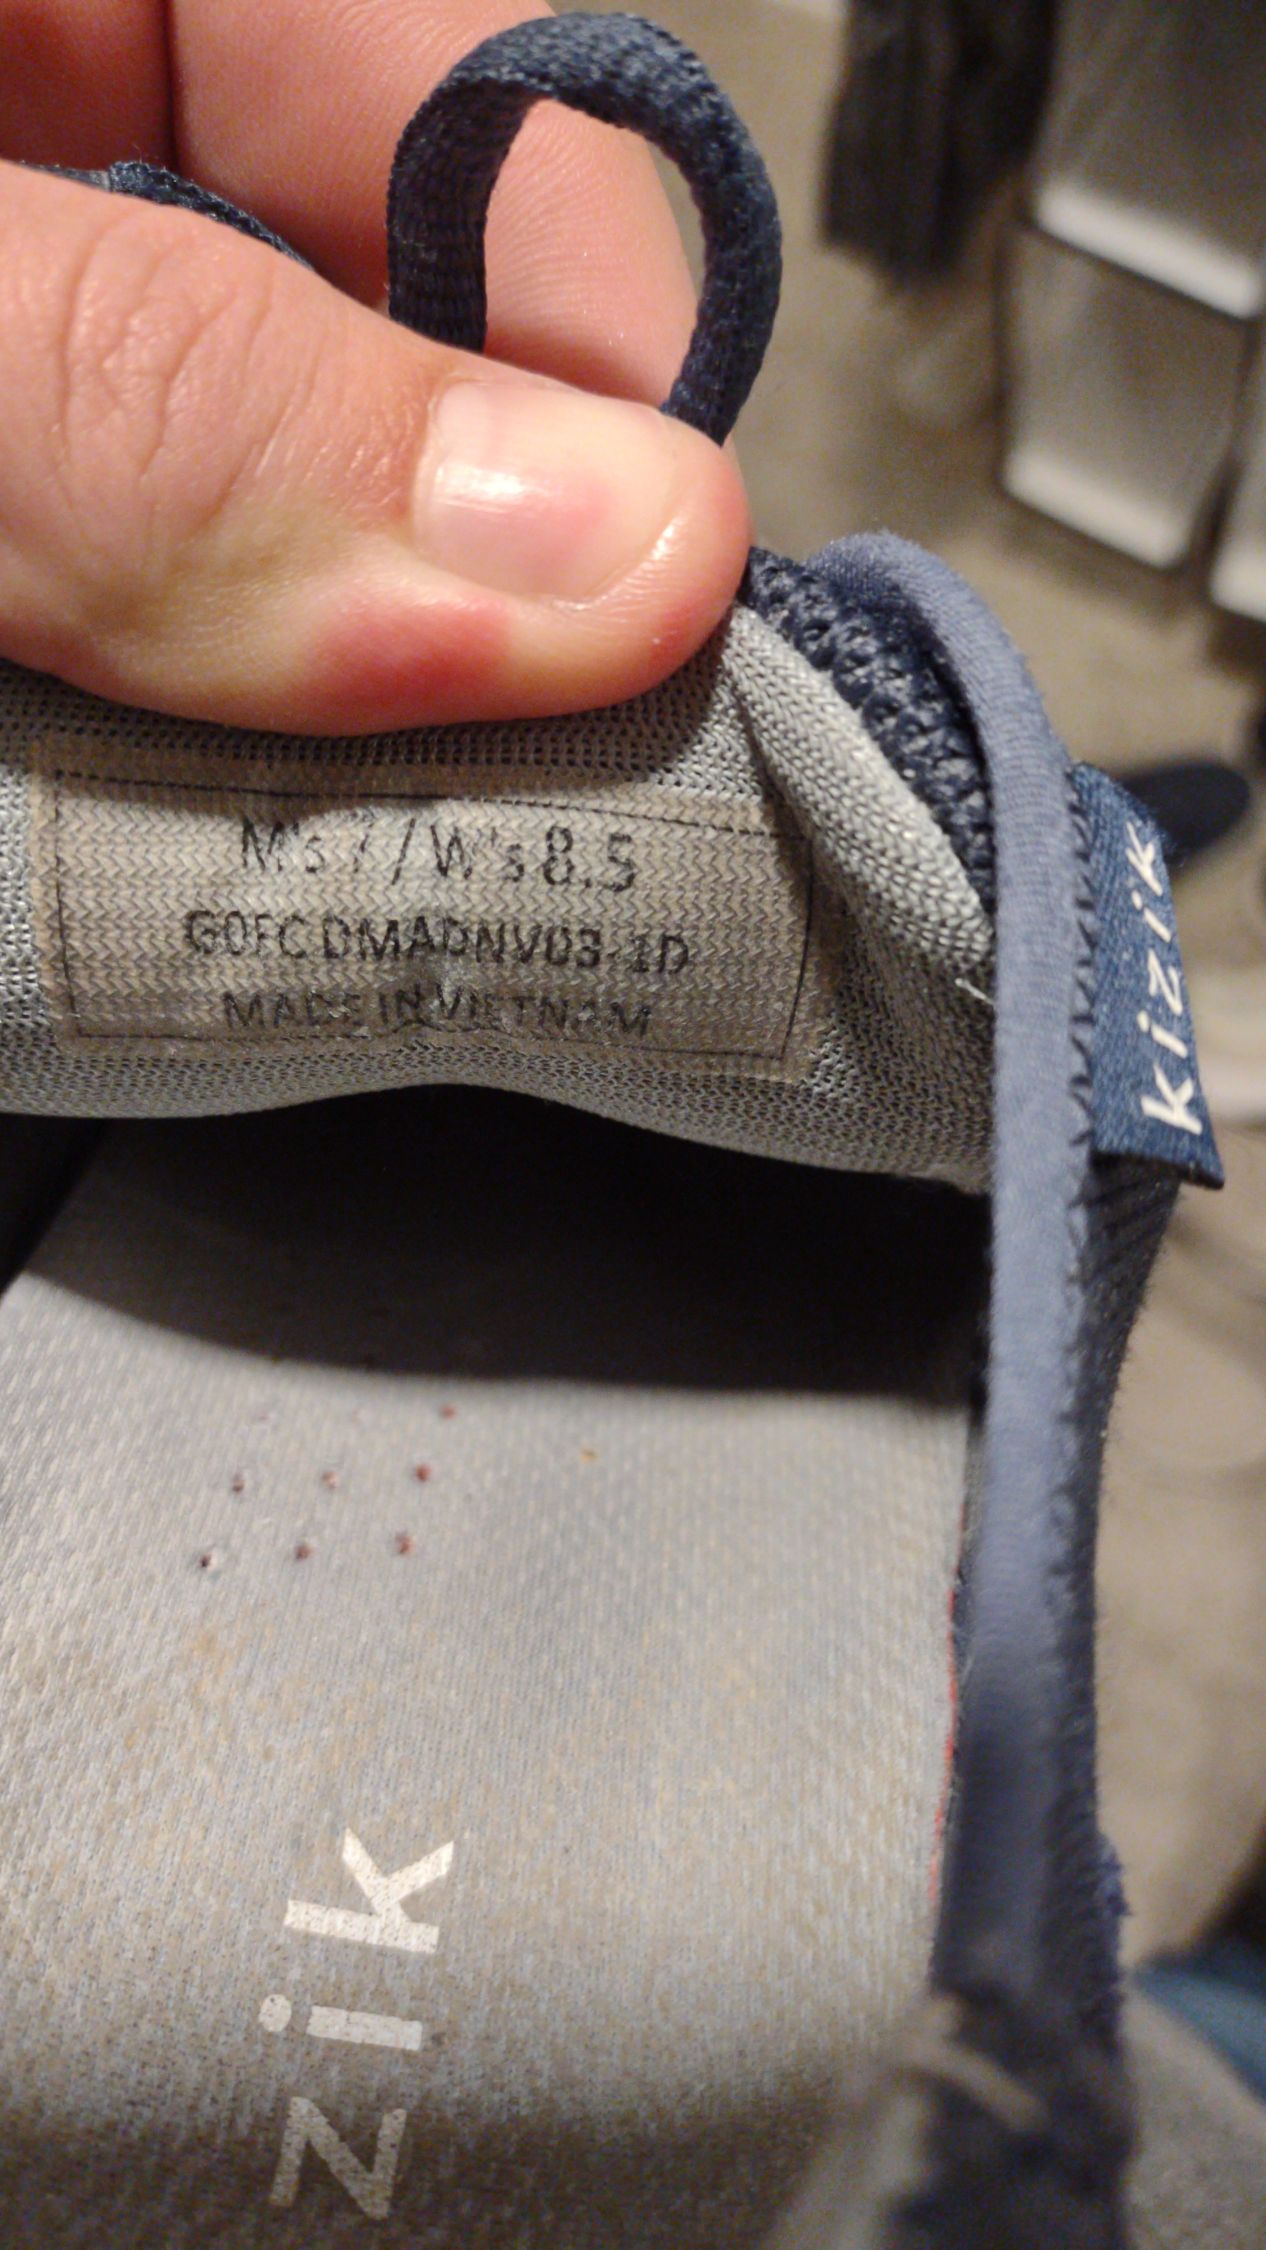 M's 7 / W's 8.5
G0FCDMADNV03-1D
MADE IN VIETNAM
kizik
zik